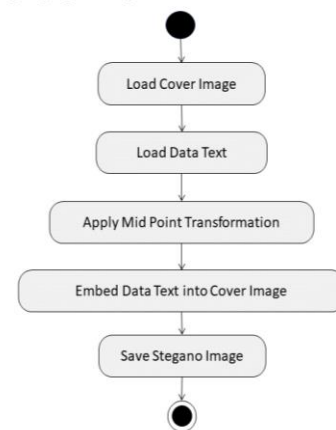 Load Cover Image
Load Data Text
Apply Mid Point Transformation
Embed Data Text into Cover Image
Save Stegano Image